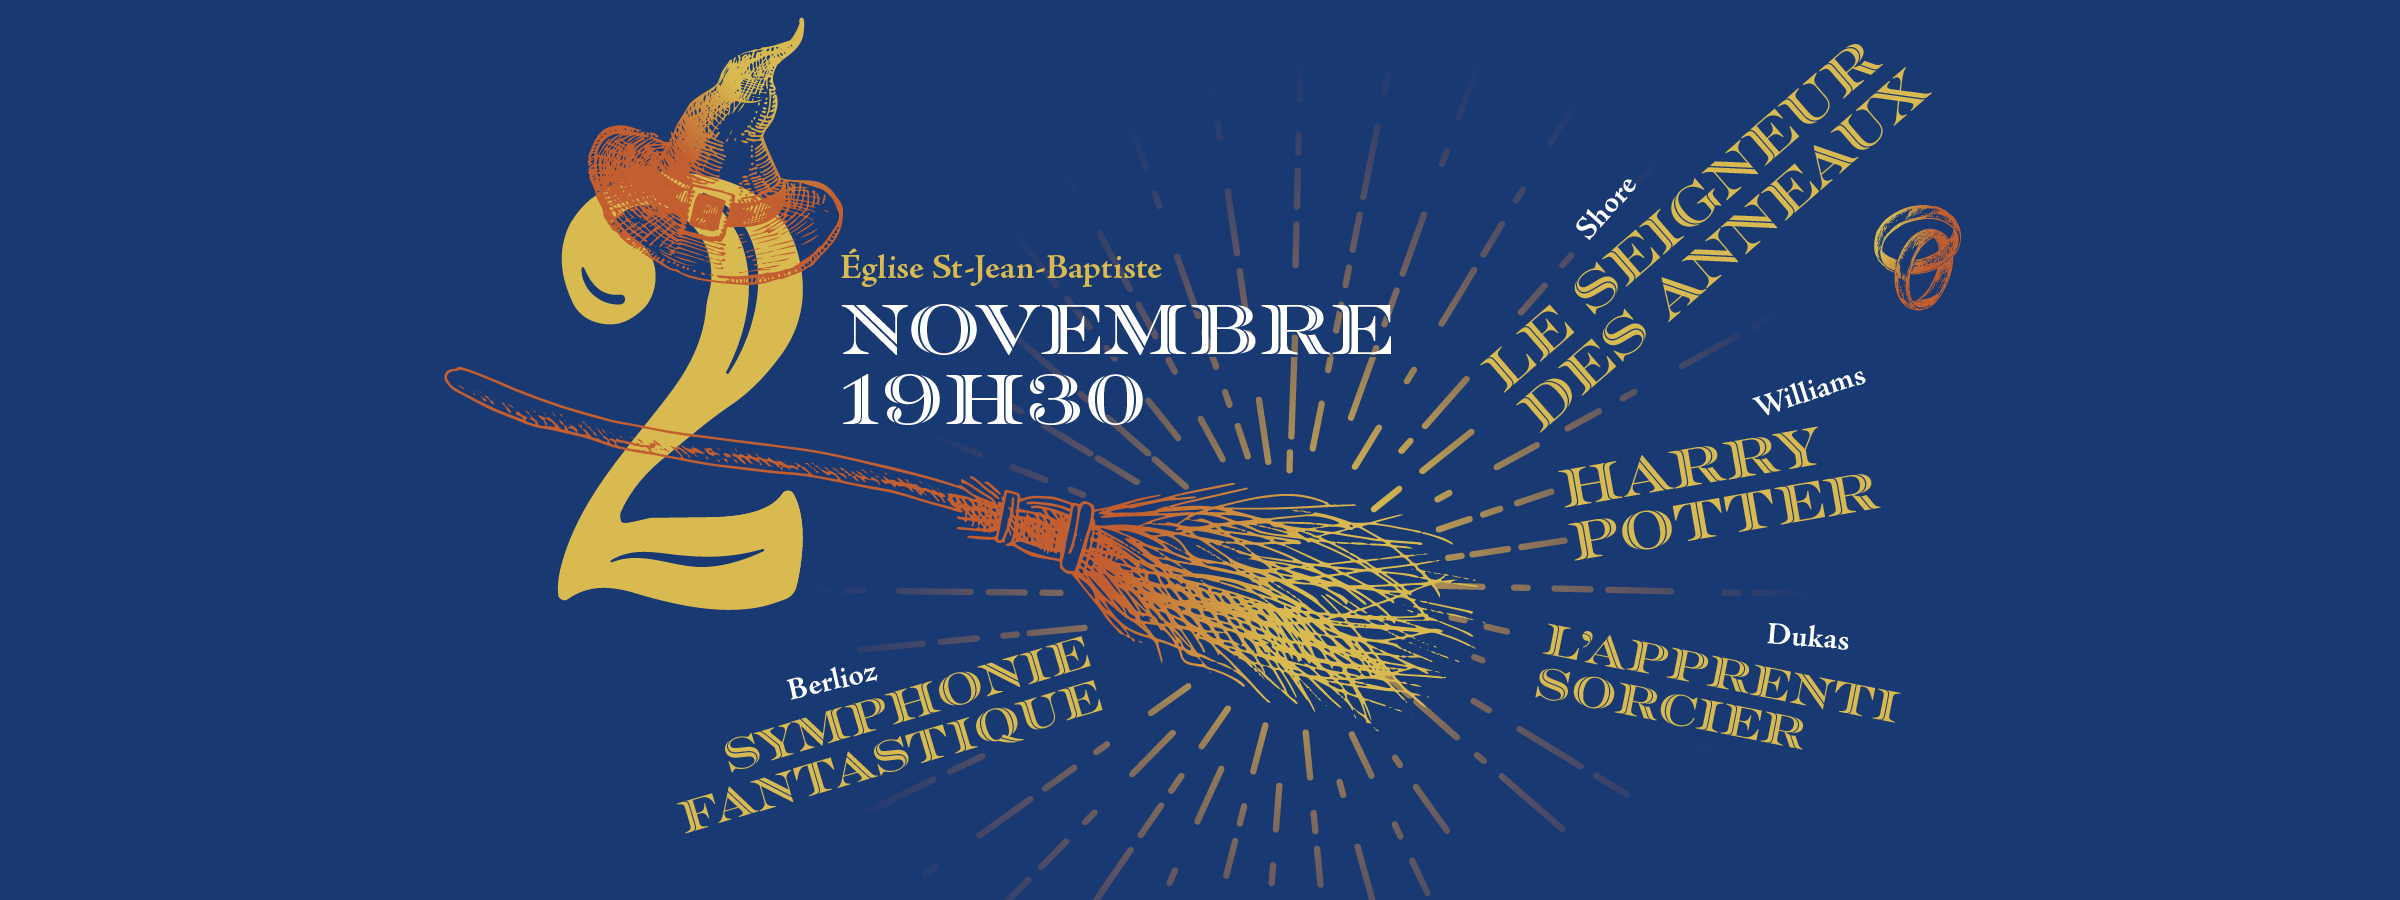 2
Église St-Jean-Baptiste
NOVEMBRE
19H30
Shore
LE SEIGNEUR
DES ANNEAUX
Williams
HARRY
POTTER
Dukas
L’APPRENTI
SORCIER
Berlioz
SYMPHONIE
FANTASTIQUE